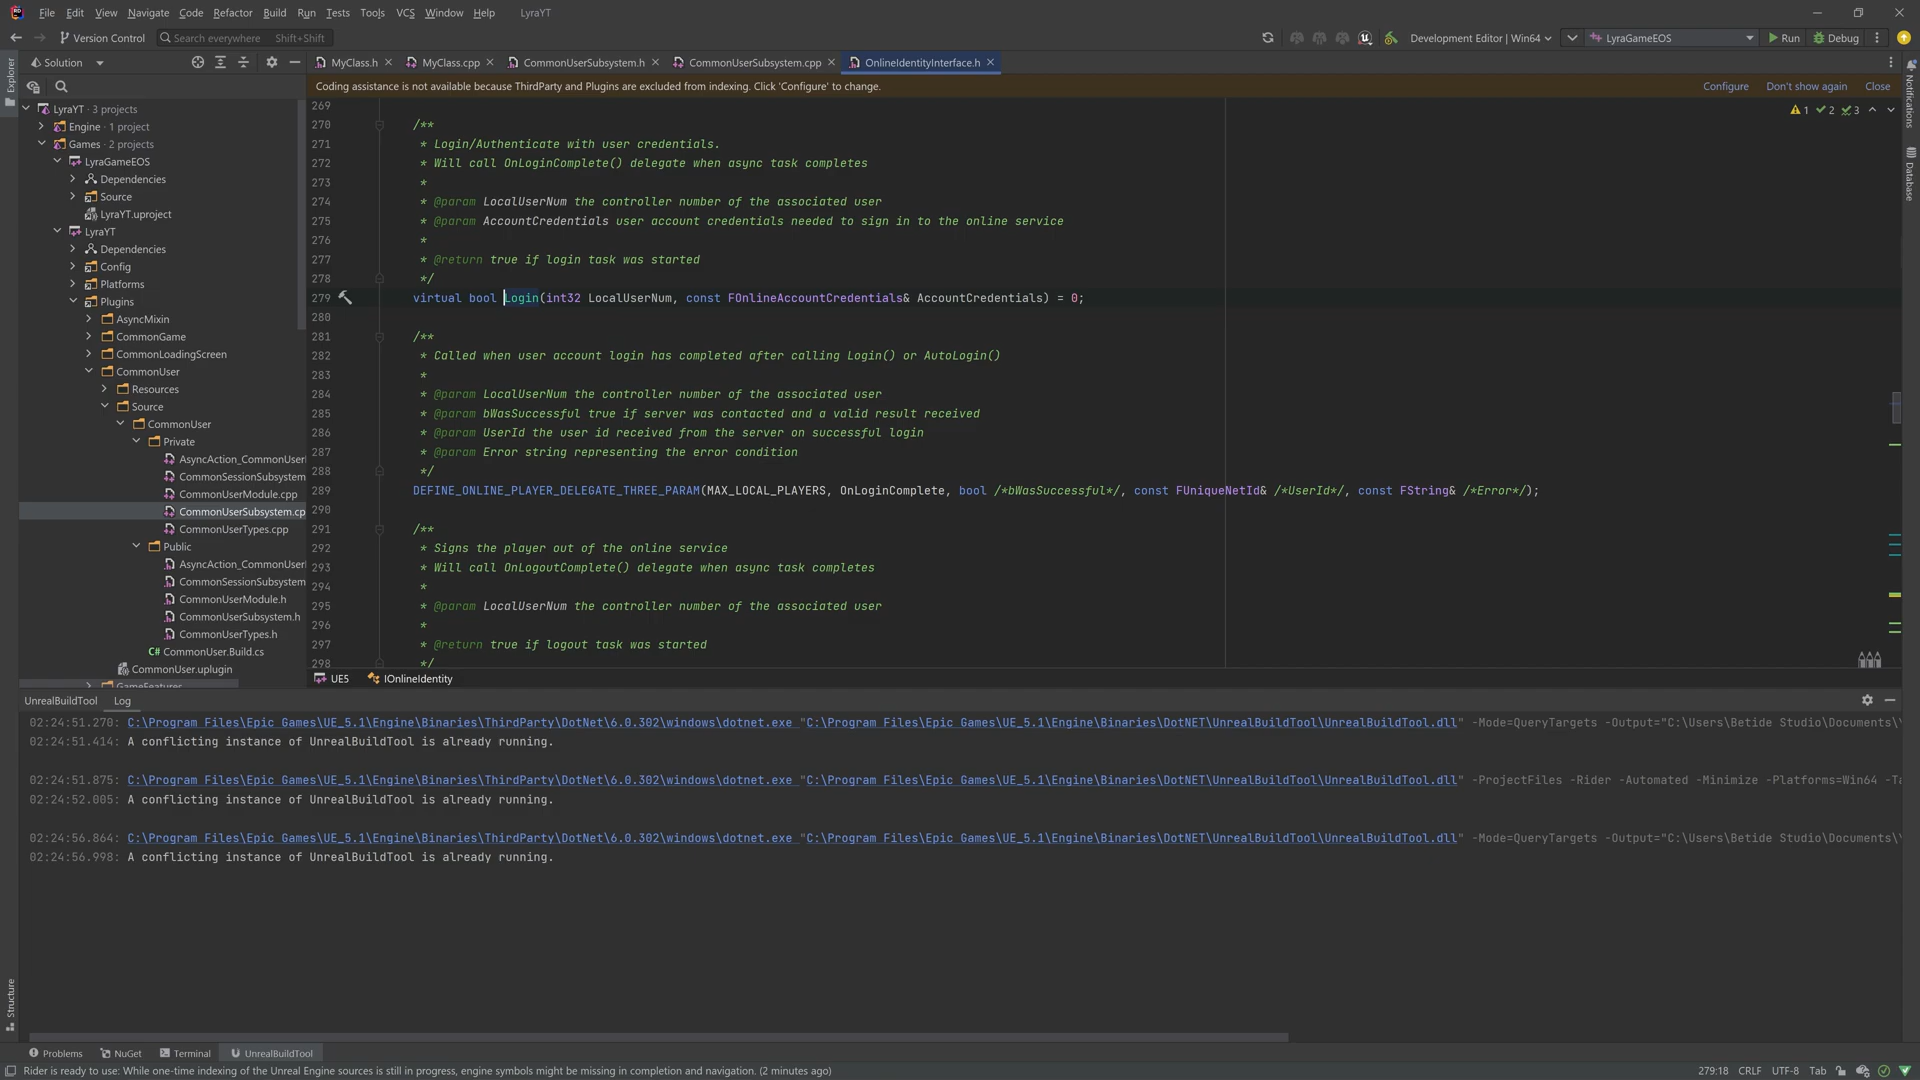 File Edit View Navigate Code Refactor Build Run Tests Tools VCS Window Help LyraYT
Version Control Search everywhere Shift+Shift Development Editor | Win64 LyraGameEOS Run Debug
Explorer
Solution
MyClass.h MyClass.cpp CommonUserSubsystem.h CommonUserSubsystem.cpp OnlineIdentityInterface.h
Coding assistance is not available because ThirdParty and Plugins are excluded from indexing. Click 'Configure' to change. Configure Don't show again Close
Notifications
Database
1 2 3
LyraYT · 3 projects
Engine · 1 project
Games · 2 projects
LyraGameEOS
Dependencies
Source
LyraYT.uproject
LyraYT
Dependencies
Config
Platforms
Plugins
AsyncMixin
CommonGame
CommonLoadingScreen
CommonUser
Resources
Source
CommonUser
Private
AsyncAction_CommonUserI
CommonSessionSubsystem
CommonUserModule.cpp
CommonUserSubsystem.cp
CommonUserTypes.cpp
Public
AsyncAction_CommonUserI
CommonSessionSubsystem
CommonUserModule.h
CommonUserSubsystem.h
CommonUserTypes.h
C# CommonUser.Build.cs
CommonUser.uplugin
GameFeatures
269
270 /**
271 * Login/Authenticate with user credentials.
272 * Will call OnLoginComplete() delegate when async task completes
273 *
274 * @param LocalUserNum the controller number of the associated user
275 * @param AccountCredentials user account credentials needed to sign in to the online service
276 *
277 * @return true if login task was started
278 */
279 virtual bool Login(int32 LocalUserNum, const FOnlineAccountCredentials& AccountCredentials) = 0;
280
281 /**
282 * Called when user account login has completed after calling Login() or AutoLogin()
283 *
284 * @param LocalUserNum the controller number of the associated user
285 * @param bWasSuccessful true if server was contacted and a valid result received
286 * @param UserId the user id received from the server on successful login
287 * @param Error string representing the error condition
288 */
289 DEFINE_ONLINE_PLAYER_DELEGATE_THREE_PARAM(MAX_LOCAL_PLAYERS, OnLoginComplete, bool /*bWasSuccessful*/, const FUniqueNetId& /*UserId*/, const FString& /*Error*/);
290
291 /**
292 * Signs the player out of the online service
293 * Will call OnLogoutComplete() delegate when async task completes
294 *
295 * @param LocalUserNum the controller number of the associated user
296 *
297 * @return true if logout task was started
298 */
UE5 IOnlineIdentity
UnrealBuildTool Log
02:24:51.270: C:\Program Files\Epic Games\UE_5.1\Engine\Binaries\ThirdParty\DotNet\6.0.302\windows\dotnet.exe "C:\Program Files\Epic Games\UE_5.1\Engine\Binaries\DotNET\UnrealBuildTool\UnrealBuildTool.dll" -Mode=QueryTargets -Output="C:\Users\Betide Studio\Documents\
02:24:51.414: A conflicting instance of UnrealBuildTool is already running.
02:24:51.875: C:\Program Files\Epic Games\UE_5.1\Engine\Binaries\ThirdParty\DotNet\6.0.302\windows\dotnet.exe "C:\Program Files\Epic Games\UE_5.1\Engine\Binaries\DotNET\UnrealBuildTool\UnrealBuildTool.dll" -ProjectFiles -Rider -Automated -Minimize -Platforms=Win64 -Ta
02:24:52.005: A conflicting instance of UnrealBuildTool is already running.
02:24:56.864: C:\Program Files\Epic Games\UE_5.1\Engine\Binaries\ThirdParty\DotNet\6.0.302\windows\dotnet.exe "C:\Program Files\Epic Games\UE_5.1\Engine\Binaries\DotNET\UnrealBuildTool\UnrealBuildTool.dll" -Mode=QueryTargets -Output="C:\Users\Betide Studio\Documents\
02:24:56.998: A conflicting instance of UnrealBuildTool is already running.
Structure
Problems NuGet Terminal UnrealBuildTool
Rider is ready to use: While one-time indexing of the Unreal Engine sources is still in progress, engine symbols might be missing in completion and navigation. (2 minutes ago) 279:18 CRLF UTF-8 Tab